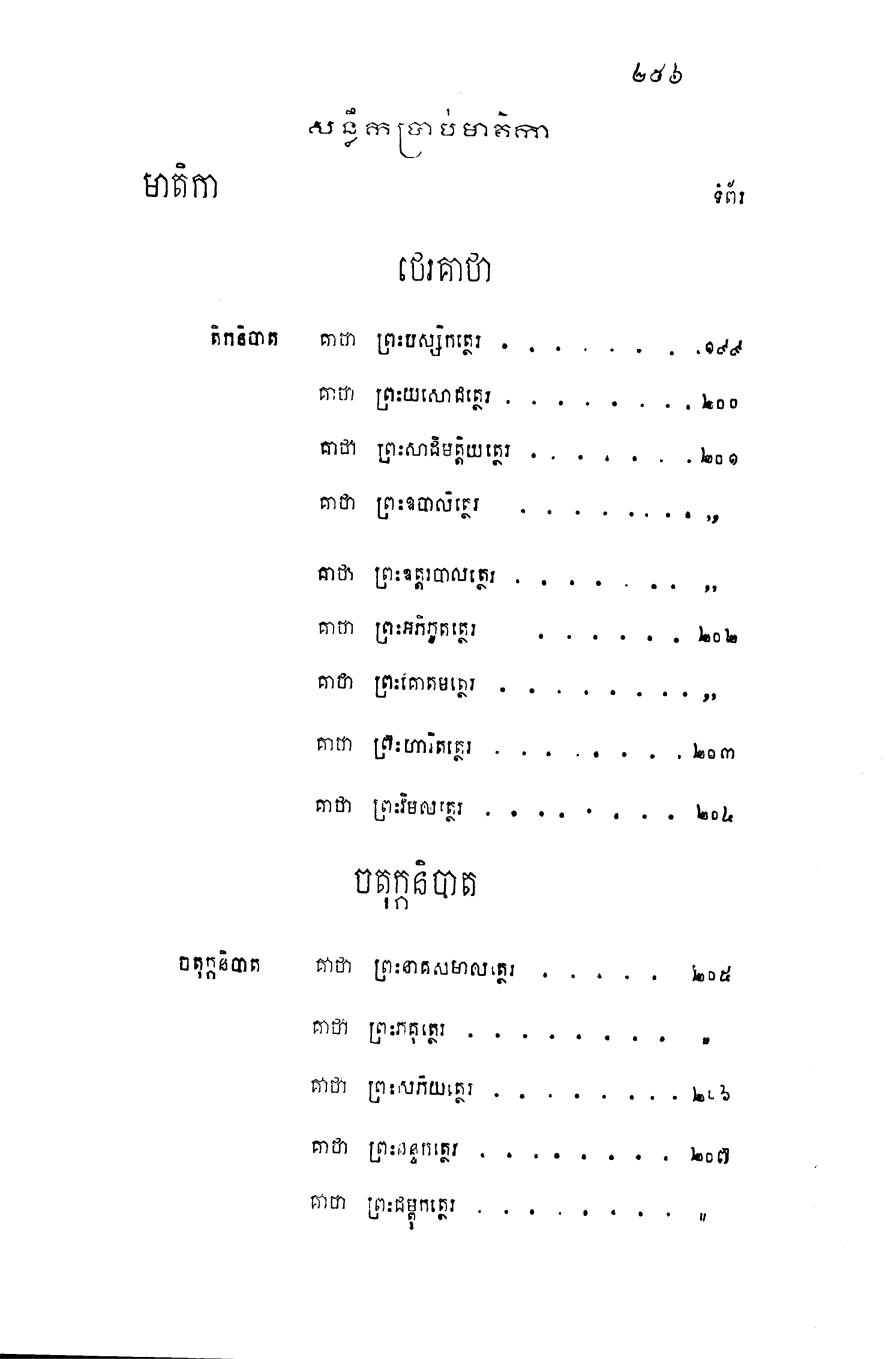 ២៥៦
សន្លឹកប្រាប់មាតិកា
មាតិកា ទំព័រ
ថេរគាថា
តិកនិបាត គាថា ព្រះបស្សិកត្ថេរ . . . . . . . . ១៩៩
គាថា ព្រះយសោជត្ថេរ . . . . . . . . ២០០
គាថា ព្រះសាដិមត្តិយត្ថេរ . . . . . . . ២០១
គាថា ព្រះឧបាលិត្ថេរ . . . . . . . . ,,
គាថា ព្រះឧត្តរបាលត្ថេរ . . . . . . . ,,
គាថា ព្រះអភិភូតត្ថេរ . . . . . . ២០២
គាថា ព្រះគោតមត្ថេរ . . . . . . . . ,,
គាថា ព្រះហារិតត្ថេរ . . . . . . . . ២០៣
គាថា ព្រះវិមលត្ថេរ . . . . . . . . ២០៤
ចតុក្កនិបាត
ចតុក្កនិបាត គាថា ព្រះនាគសមាលត្ថេរ . . . . . ២០៥
គាថា ព្រះភគុត្ថេរ . . . . . . . . "
គាថា ព្រះសភិយត្ថេរ . . . . . . . . ២០៦
គាថា ព្រះនន្ទកត្ថេរ . . . . . . . . ២០៧
គាថា ព្រះជម្ពុកត្ថេរ . . . . . . . . "